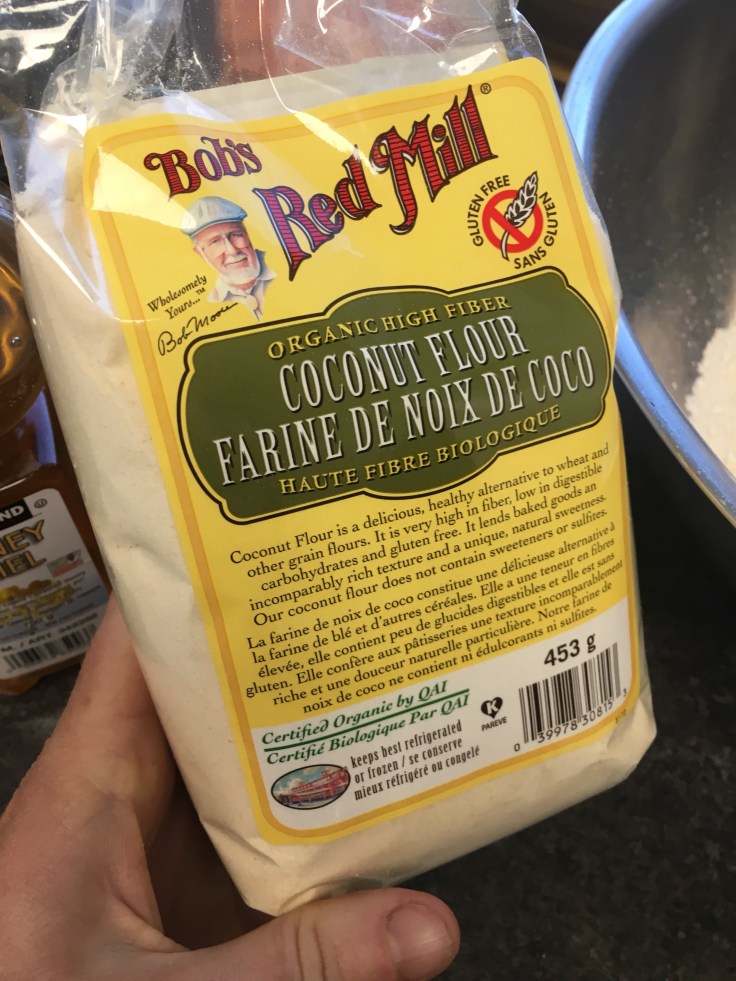 Bob's
Red Mill®
GLUTEN FREE
SANS GLUTEN
Wholesomely
Yours...™
Bob Moore
ORGANIC HIGH FIBER
COCONUT FLOUR
FARINE DE NOIX DE COCO
HAUTE FIBRE BIOLOGIQUE
Coconut Flour is a delicious, healthy alternative to wheat and
other grain flours. It is very high in fiber, low in digestible
carbohydrates and gluten free. It lends baked goods an
incomparably rich texture and a unique, natural sweetness.
Our coconut flour does not contain sweeteners or sulfites.
La farine de noix de coco constitue une délicieuse alternative à
la farine de blé et d'autres céréales. Elle a une teneur en fibres
élevée, elle contient peu de glucides digestibles et elle est sans
gluten. Elle confère aux pâtisseries une texture incomparablement
riche et une douceur naturelle particulière. Notre farine de
noix de coco ne contient ni édulcorants ni sulfites.
453 g
Certified Organic by QAI
Certifié Biologique Par QAI
K
PAREVE
keeps best refrigerated
or frozen / se conserve
mieux réfrigéré ou congelé
0 39978 30815 3
ND
NEY
IEL